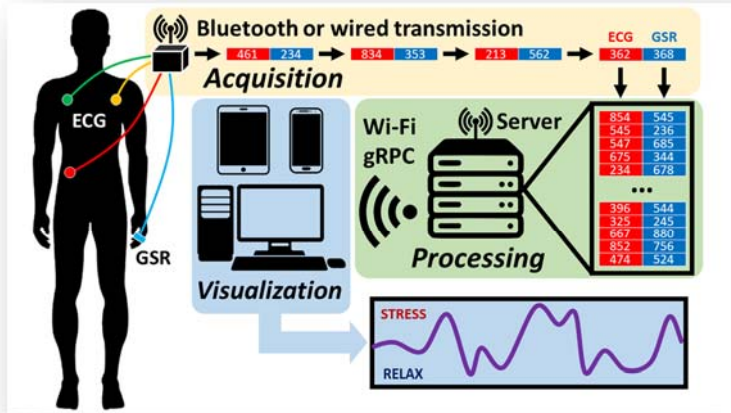 Bluetooth or wired transmission
Acquisition
461 234
834 353
213 562
ECG GSR
362 368
ECG
GSR
Visualization
Wi-Fi
gRPC
Server
Processing
854 545
545 236
547 685
675 344
234 678
...
396 544
325 245
667 880
852 756
474 524
STRESS
RELAX